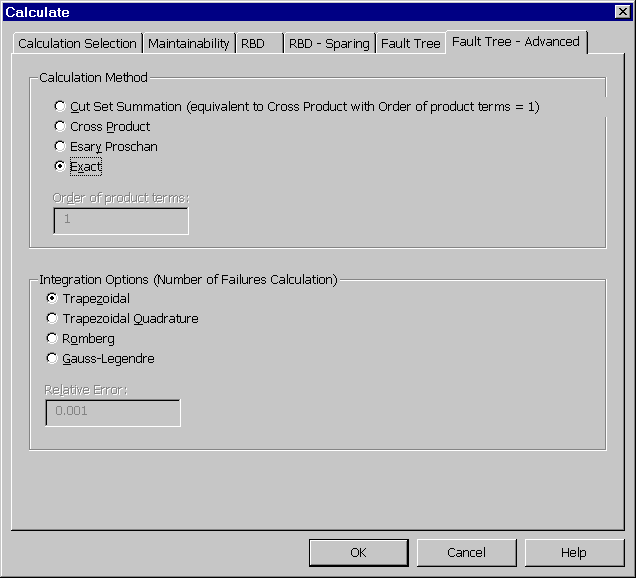 Calculate
Calculation Selection Maintainability RBD RBD - Sparing Fault Tree Fault Tree - Advanced
Calculation Method
Cut Set Summation (equivalent to Cross Product with Order of product terms = 1)
Cross Product
Esary Proschan
Exact
Order of product terms:
1
Integration Options (Number of Failures Calculation)
Trapezoidal
Trapezoidal Quadrature
Romberg
Gauss-Legendre
Relative Error:
0.001
OK Cancel Help